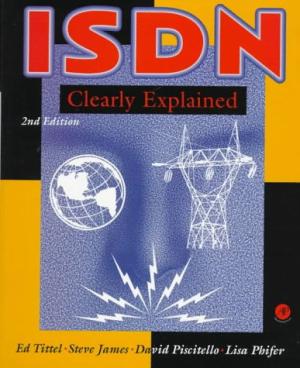 ISDN
Clearly Explained
2nd Edition
Ed Tittel • Steve James • David Piscitello • Lisa Phifer